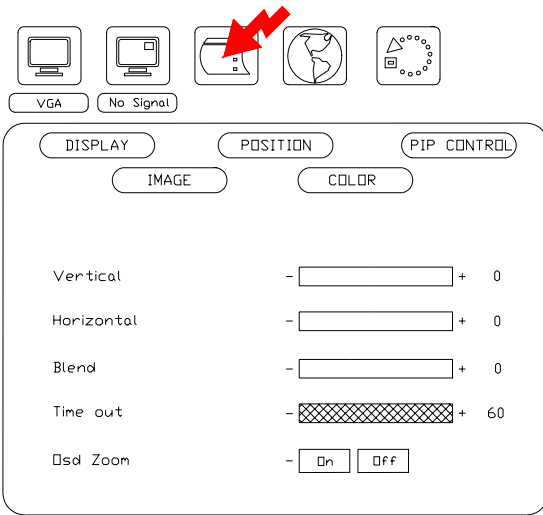 VGA No Signal
DISPLAY POSITION PIP CONTROL
IMAGE COLOR
Vertical - + 0
Horizontal - + 0
Blend - + 0
Time out - + 60
Osd Zoom - On Off